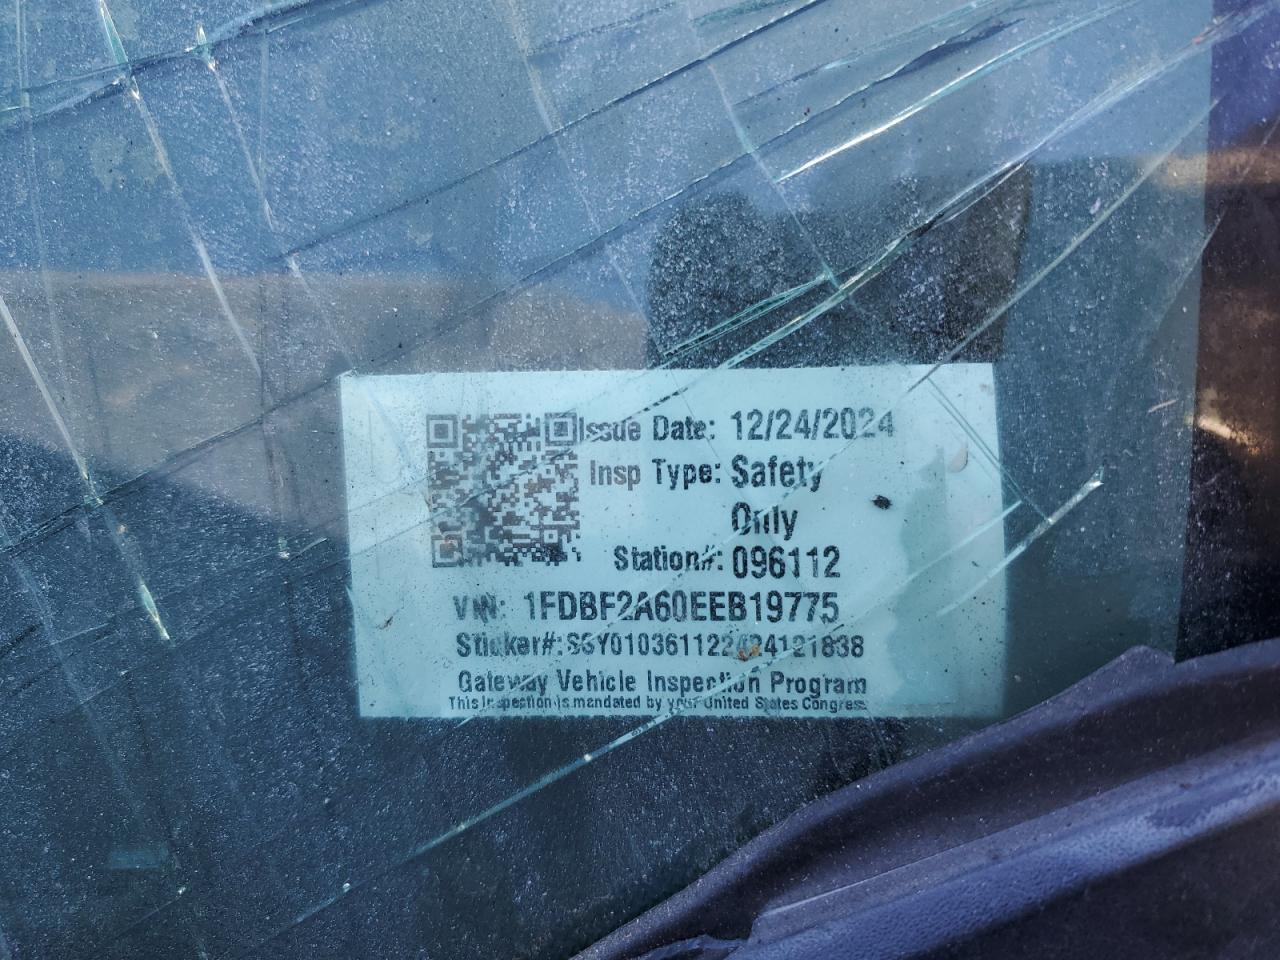 Issue Date: 12/24/2024
Insp Type: Safety
Only
Station#: 096112
VIN: 1FDBF2A60EEB19775
Sticker#:
Gateway Vehicle Inspection Program
This inspection is mandated by your United States Congress